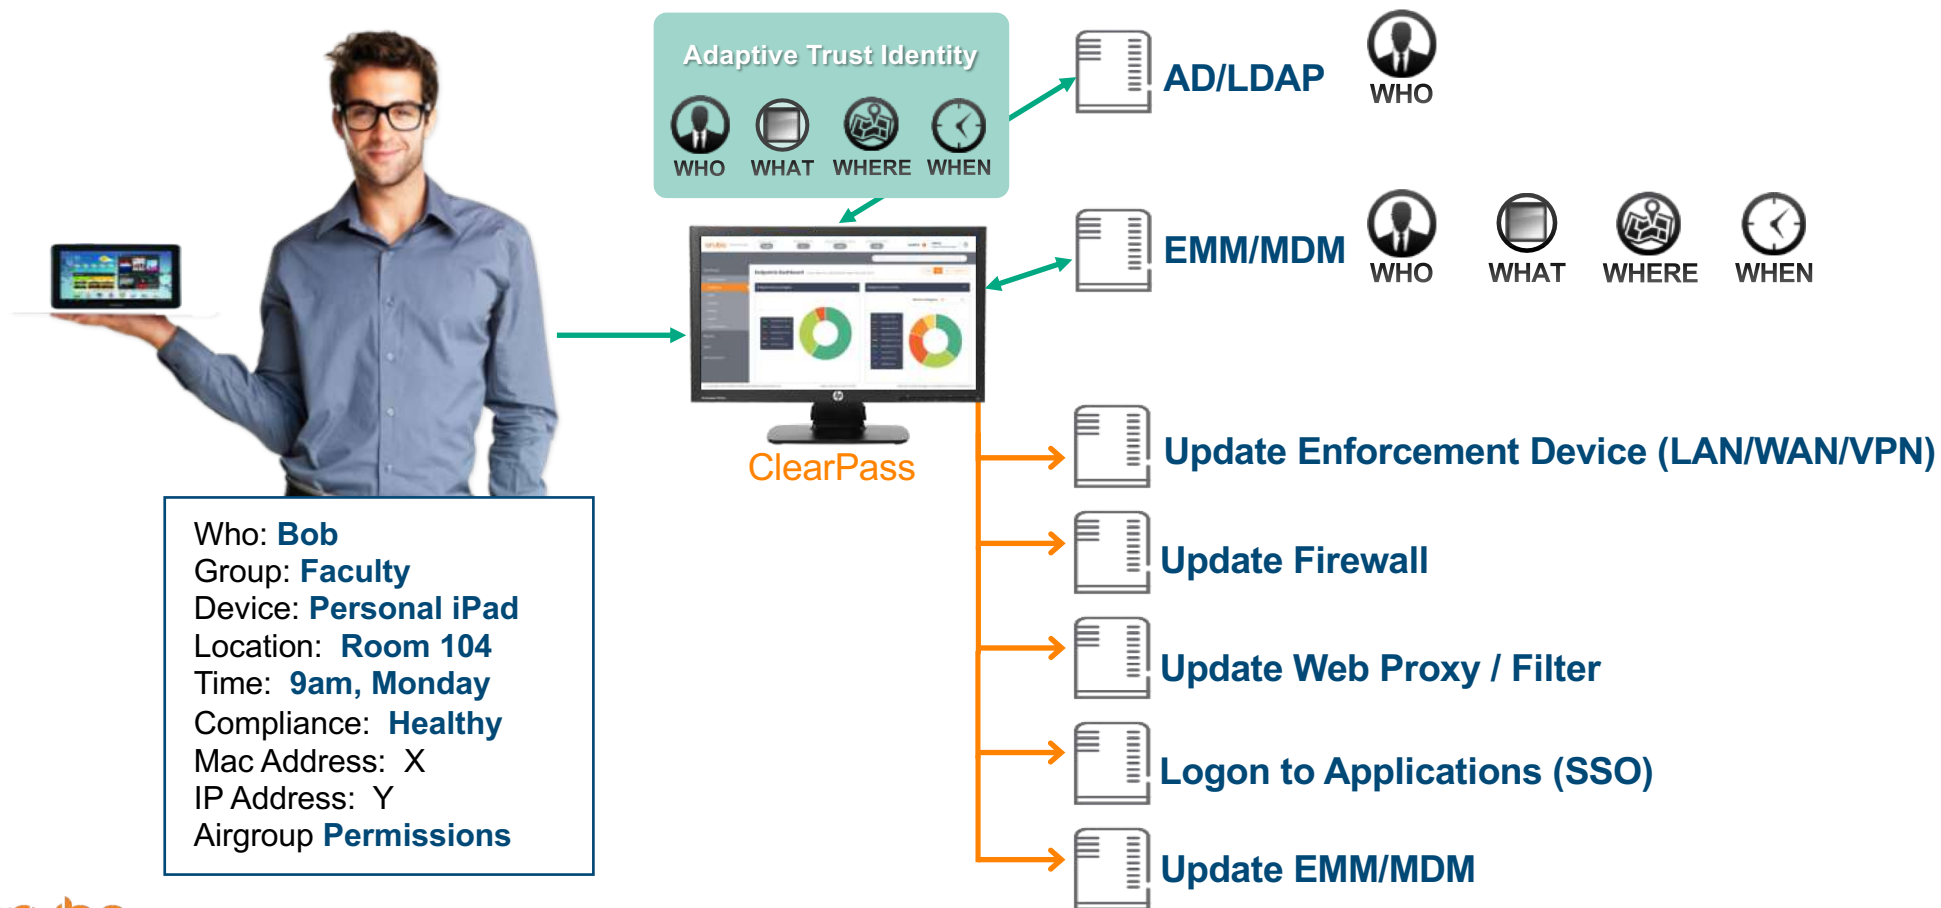 Adaptive Trust Identity
WHO WHAT WHERE WHEN
AD/LDAP
WHO
EMM/MDM
WHO WHAT WHERE WHEN
Endpoints Dashboard
ClearPass
Update Enforcement Device (LAN/WAN/VPN)
Update Firewall
Update Web Proxy / Filter
Logon to Applications (SSO)
Update EMM/MDM
Who: Bob
Group: Faculty
Device: Personal iPad
Location: Room 104
Time: 9am, Monday
Compliance: Healthy
Mac Address: X
IP Address: Y
Airgroup Permissions